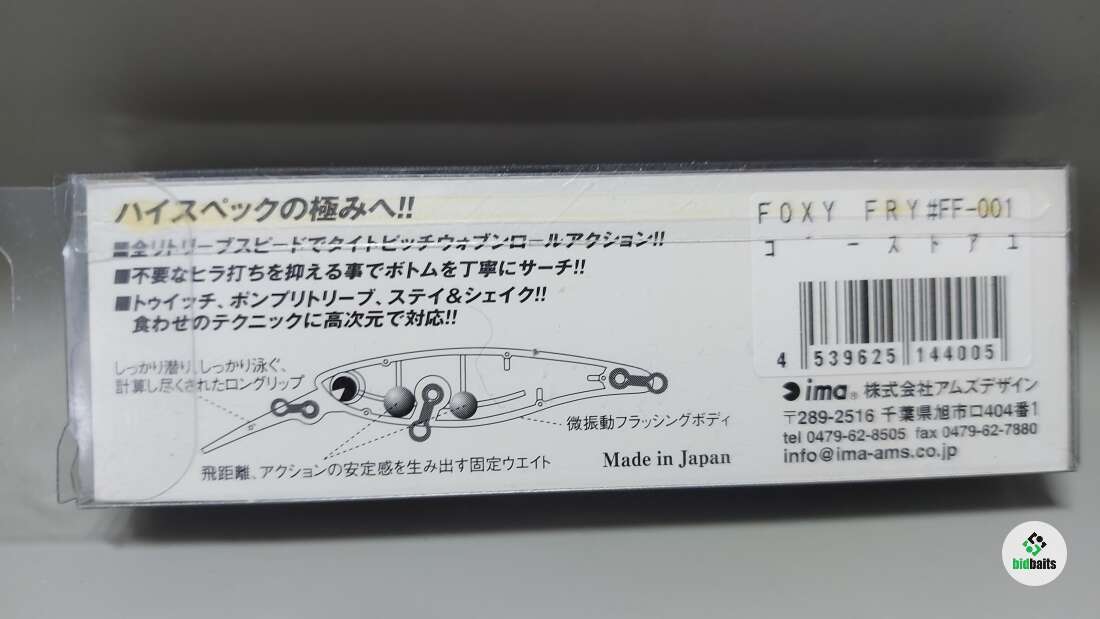 ハイスペックの極みへ!!
■全リトリーブスピードでタイトピッチウォブンロールアクション!!
■不要なヒラ打ちを抑える事でボトムを丁寧にサーチ!!
■トゥイッチ、ポンプリトリーブ、ステイ&シェイク!!
食わせのテクニックに高次元で対応!!
しっかり潜り、しっかり泳ぐ、
計算し尽くされたロングリップ
微振動フラッシングボディ
飛距離、アクションの安定感を生み出す固定ウエイト
Made in Japan
FOXY FRY#FF-001
ゴーストアユ
4 539625 144005
ima® 株式会社アムズデザイン
〒289-2516 千葉県旭市ロ404番1
tel 0479-62-8505 fax 0479-62-7880
info@ima-ams.co.jp
bidbaits